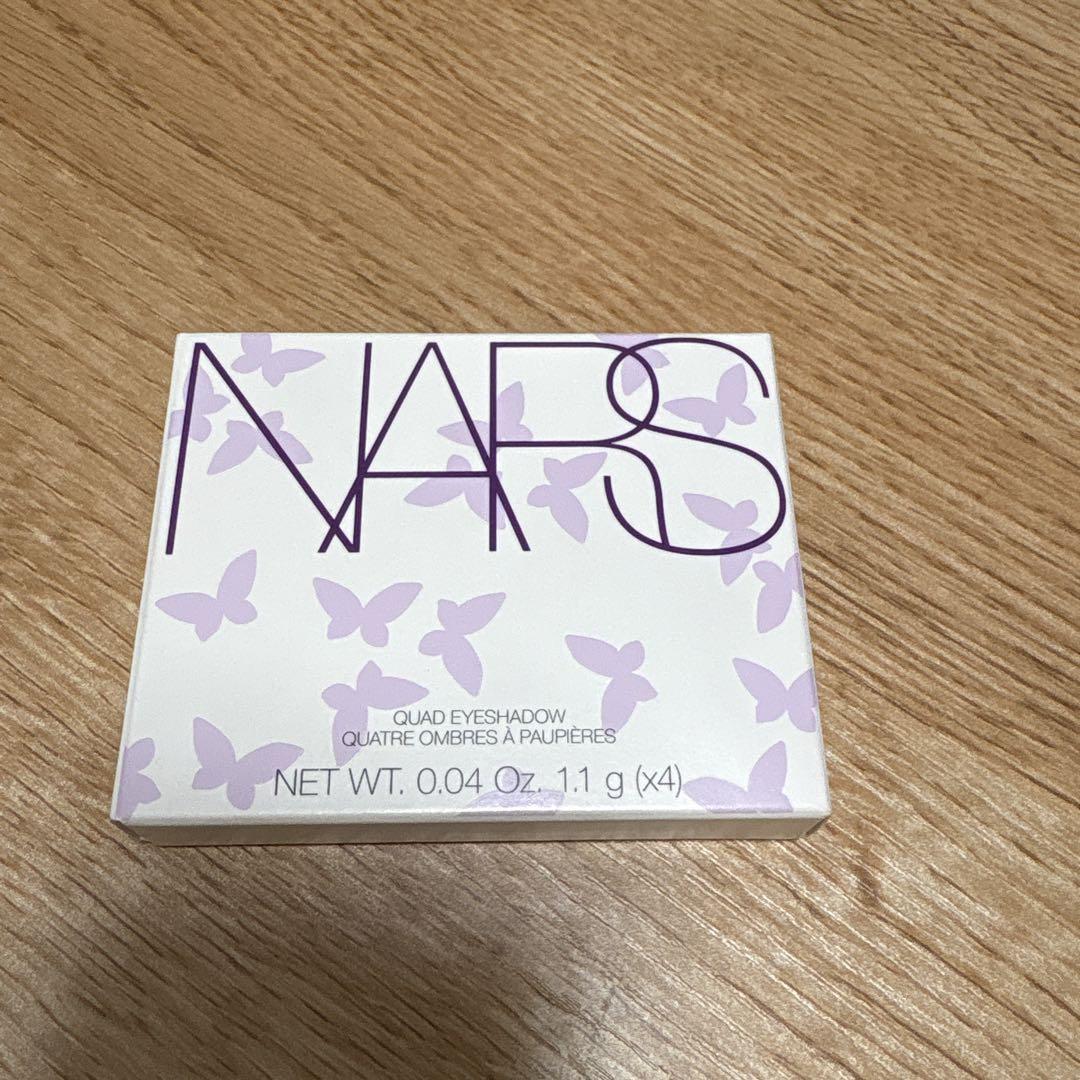 NARS
QUAD EYESHADOW
QUATRE OMBRES À PAUPIÈRES
NET WT. 0.04 Oz. 1.1 g (x4)